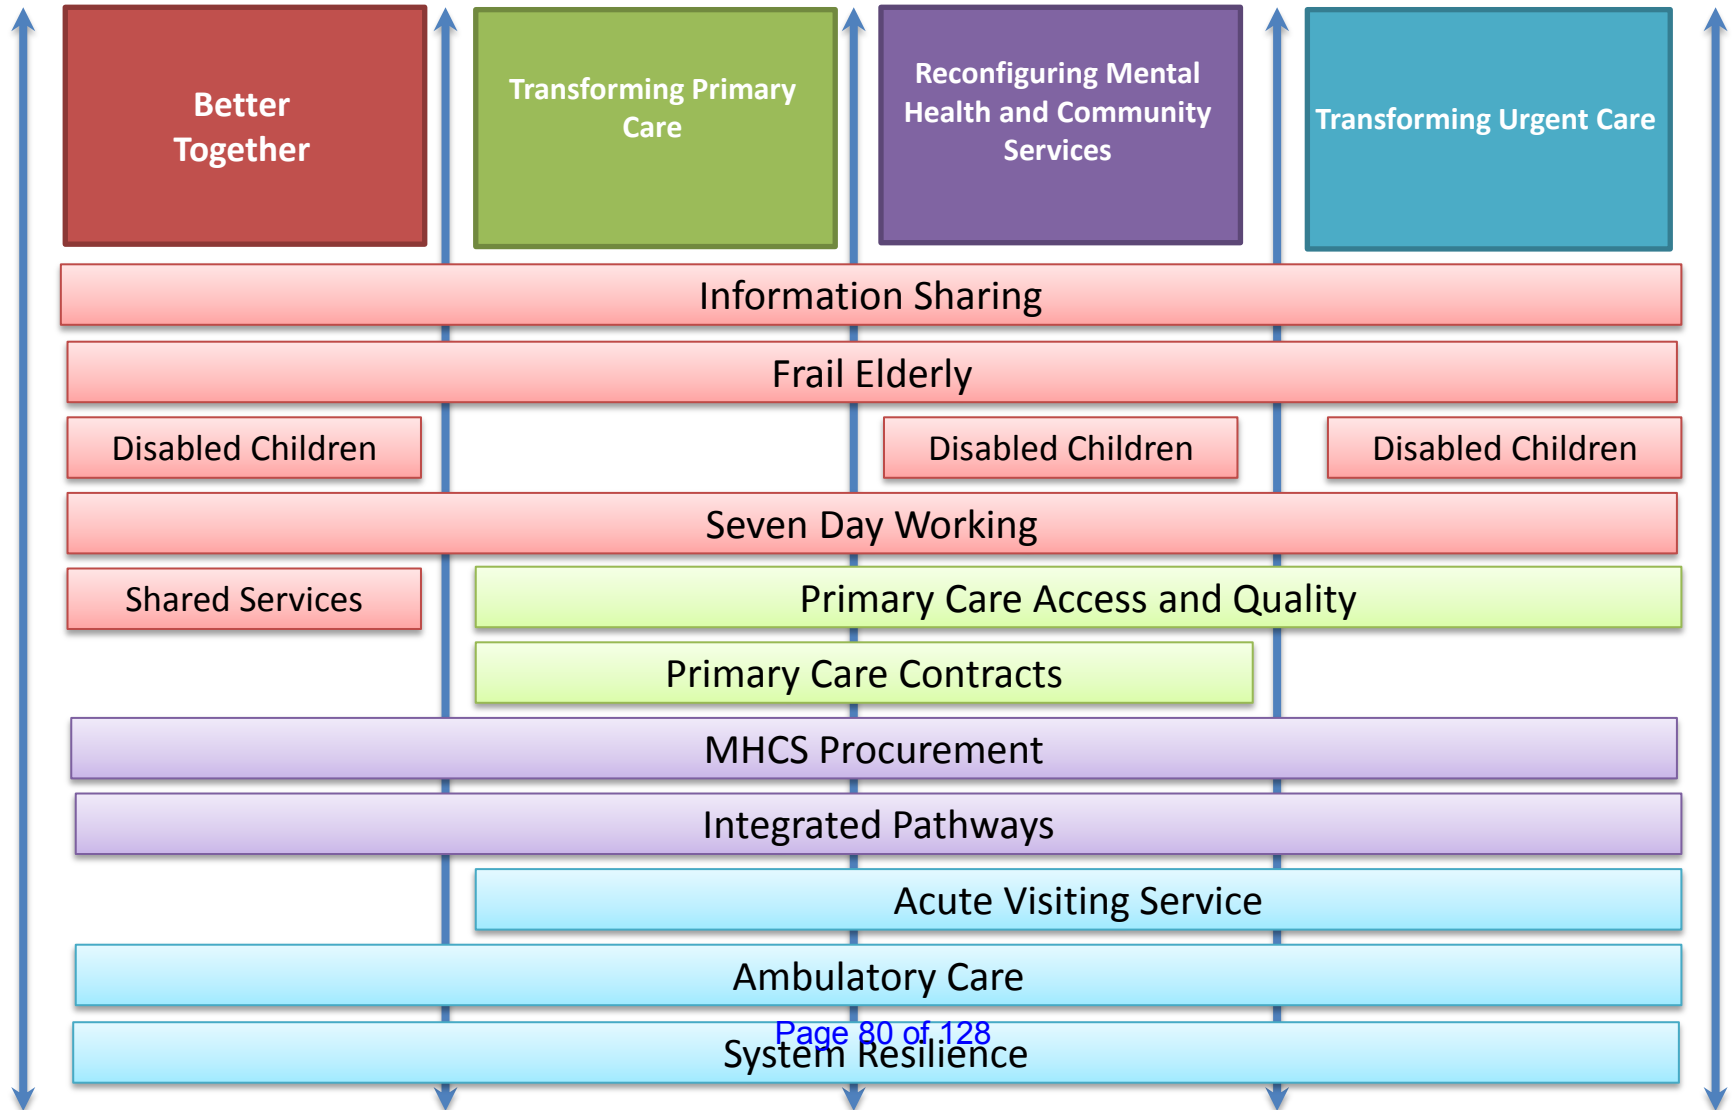 Better
Together
Transforming Primary
Care
Reconfiguring Mental
Health and Community
Services
Transforming Urgent Care
Information Sharing
Frail Elderly
Disabled Children
Disabled Children
Disabled Children
Seven Day Working
Shared Services
Primary Care Access and Quality
Primary Care Contracts
MHCS Procurement
Integrated Pathways
Acute Visiting Service
Ambulatory Care
Page 80 of 128
System Resilience